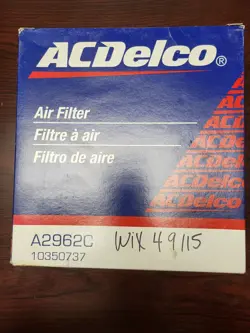 ACDelco®
Air Filter
Filtre à air
Filtro de aire
A2962C WIX 49115
10350737